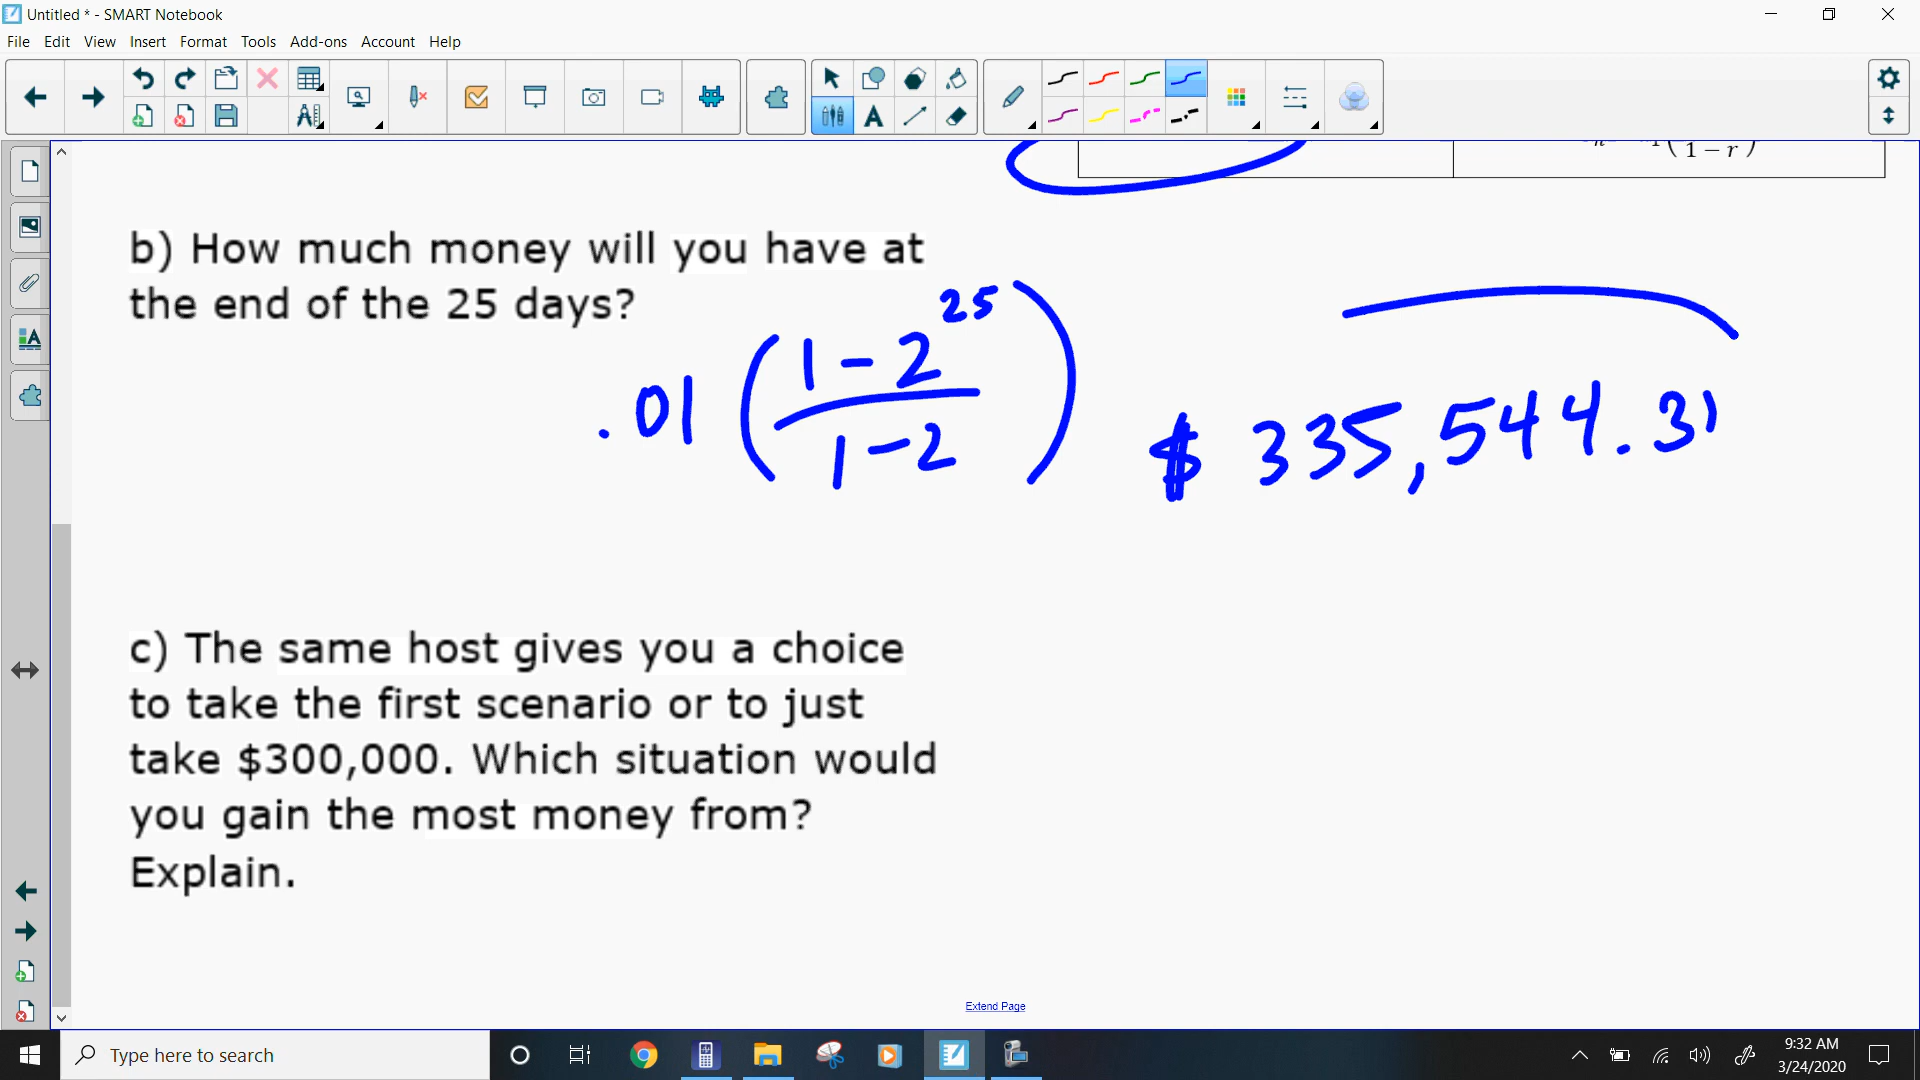 Untitled * - SMART Notebook
File Edit View Insert Format Tools Add-ons Account Help
1 − r )
b) How much money will you have at
the end of the 25 days?
.01 ( 1 - 2^25 / 1 - 2 )
$ 335,544.31
c) The same host gives you a choice
to take the first scenario or to just
take $300,000. Which situation would
you gain the most money from?
Explain.
Extend Page
Type here to search
9:32 AM
3/24/2020